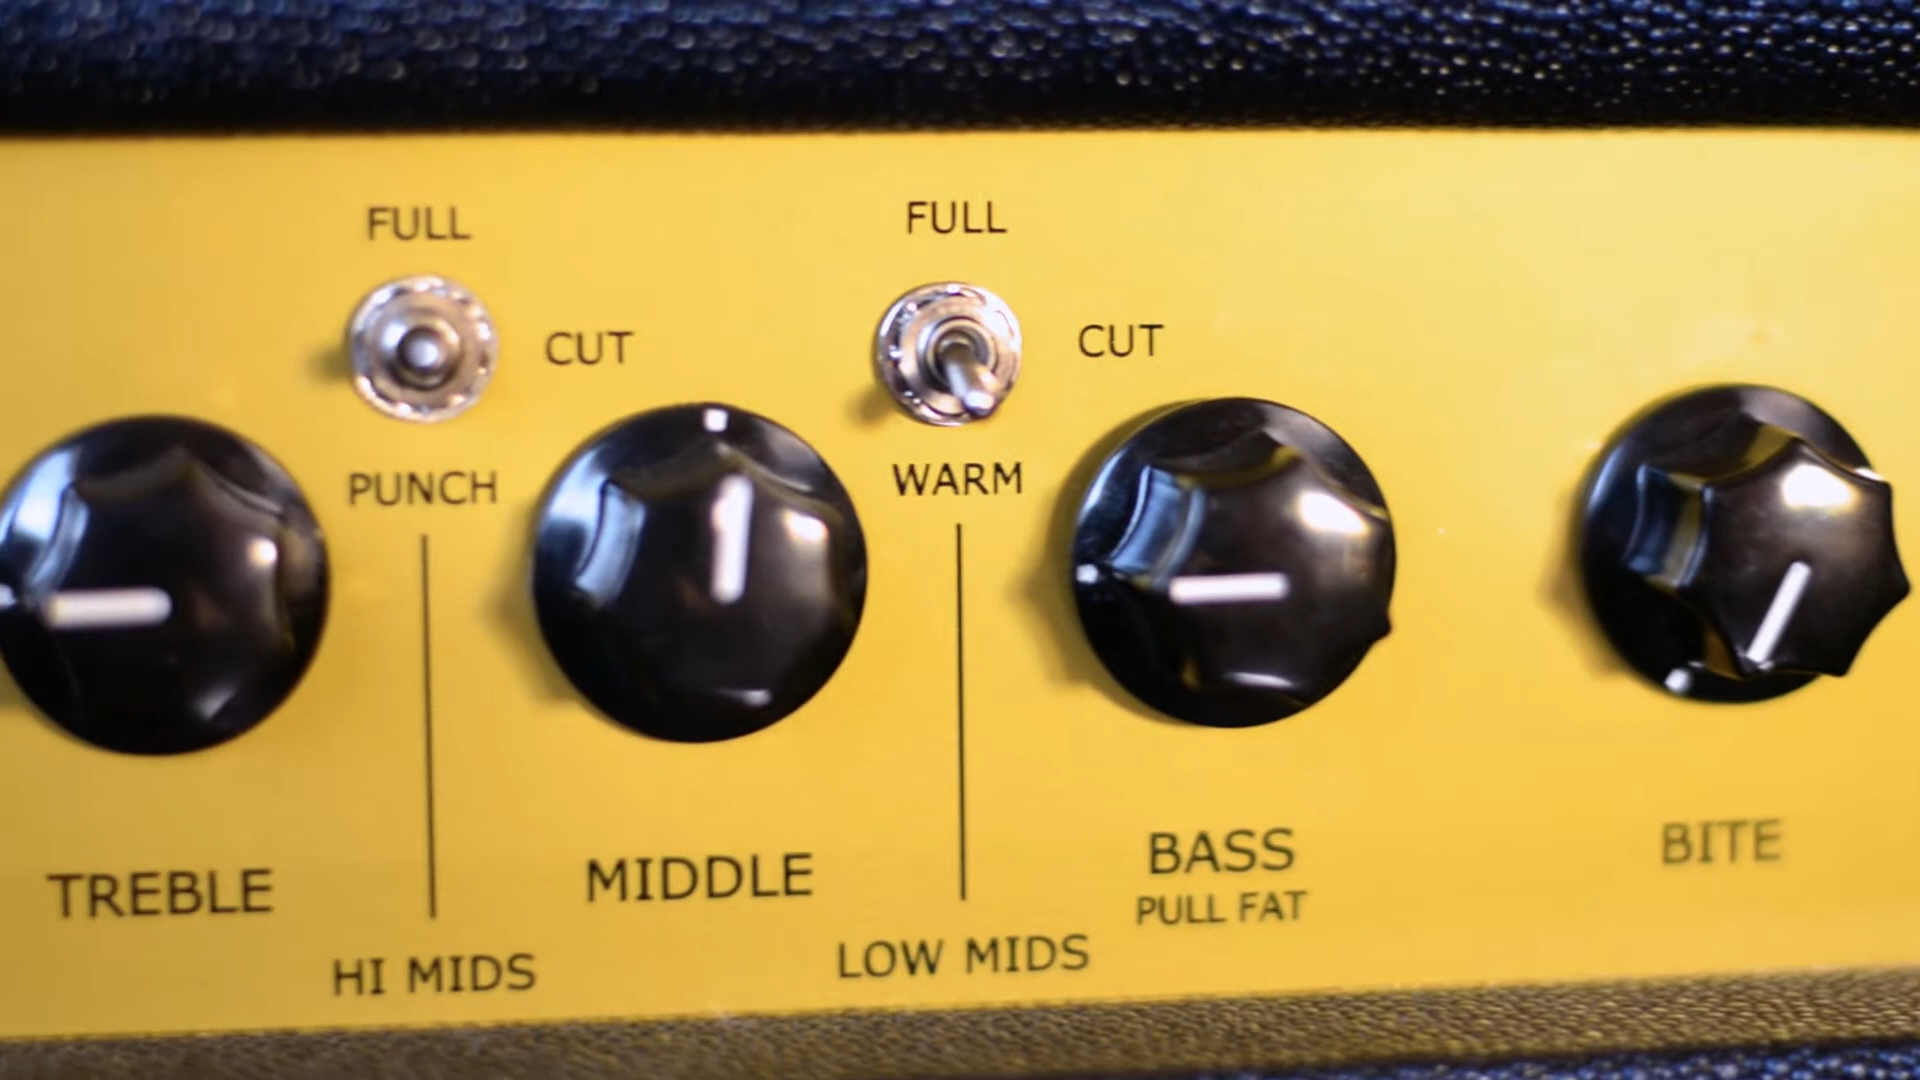 FULL
CUT
PUNCH
FULL
CUT
WARM
TREBLE
HI MIDS
MIDDLE
LOW MIDS
BASS
PULL FAT
BITE